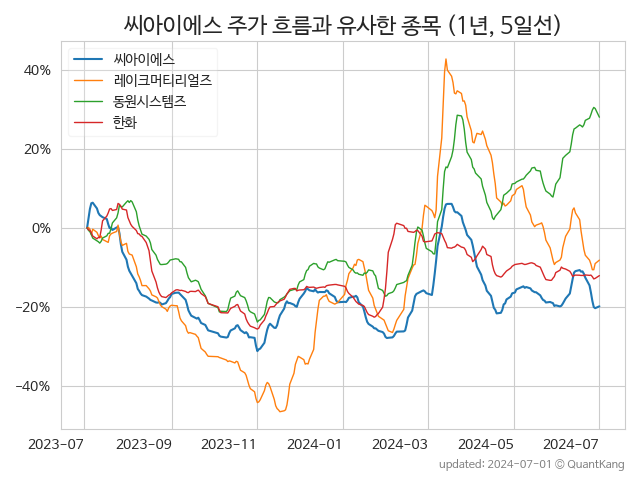 씨아이에스 주가 흐름과 유사한 종목 (1년, 5일선)
씨아이에스
레이크머티리얼즈
동원시스템즈
한화
40%
20%
0%
−20%
−40%
2023-07 2023-09 2023-11 2024-01 2024-03 2024-05 2024-07
updated: 2024-07-01 © QuantKang